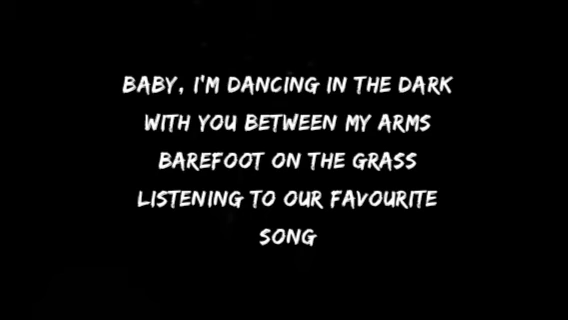 BABY, I'M DANCING IN THE DARK
WITH YOU BETWEEN MY ARMS
BAREFOOT ON THE GRASS
LISTENING TO OUR FAVOURITE
SONG